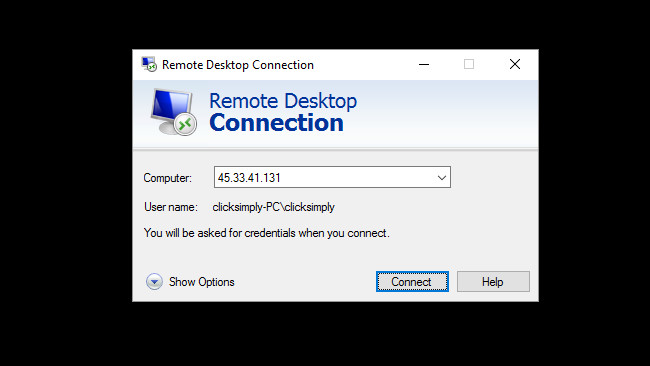 Remote Desktop Connection
Remote Desktop
Connection
Computer: 45.33.41.131
User name: clicksimply-PC\clicksimply
You will be asked for credentials when you connect.
Show Options Connect Help